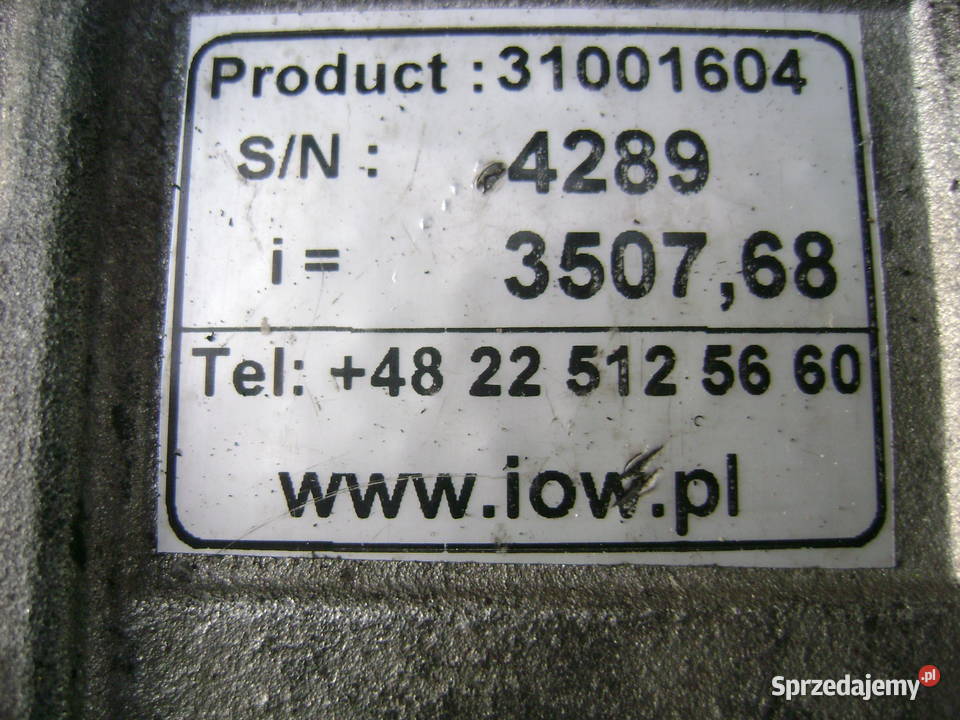 Product : 31001604
S/N : 4289
i = 3507,68
Tel: +48 22 512 56 60
www.iow.pl
Sprzedajemy.pl